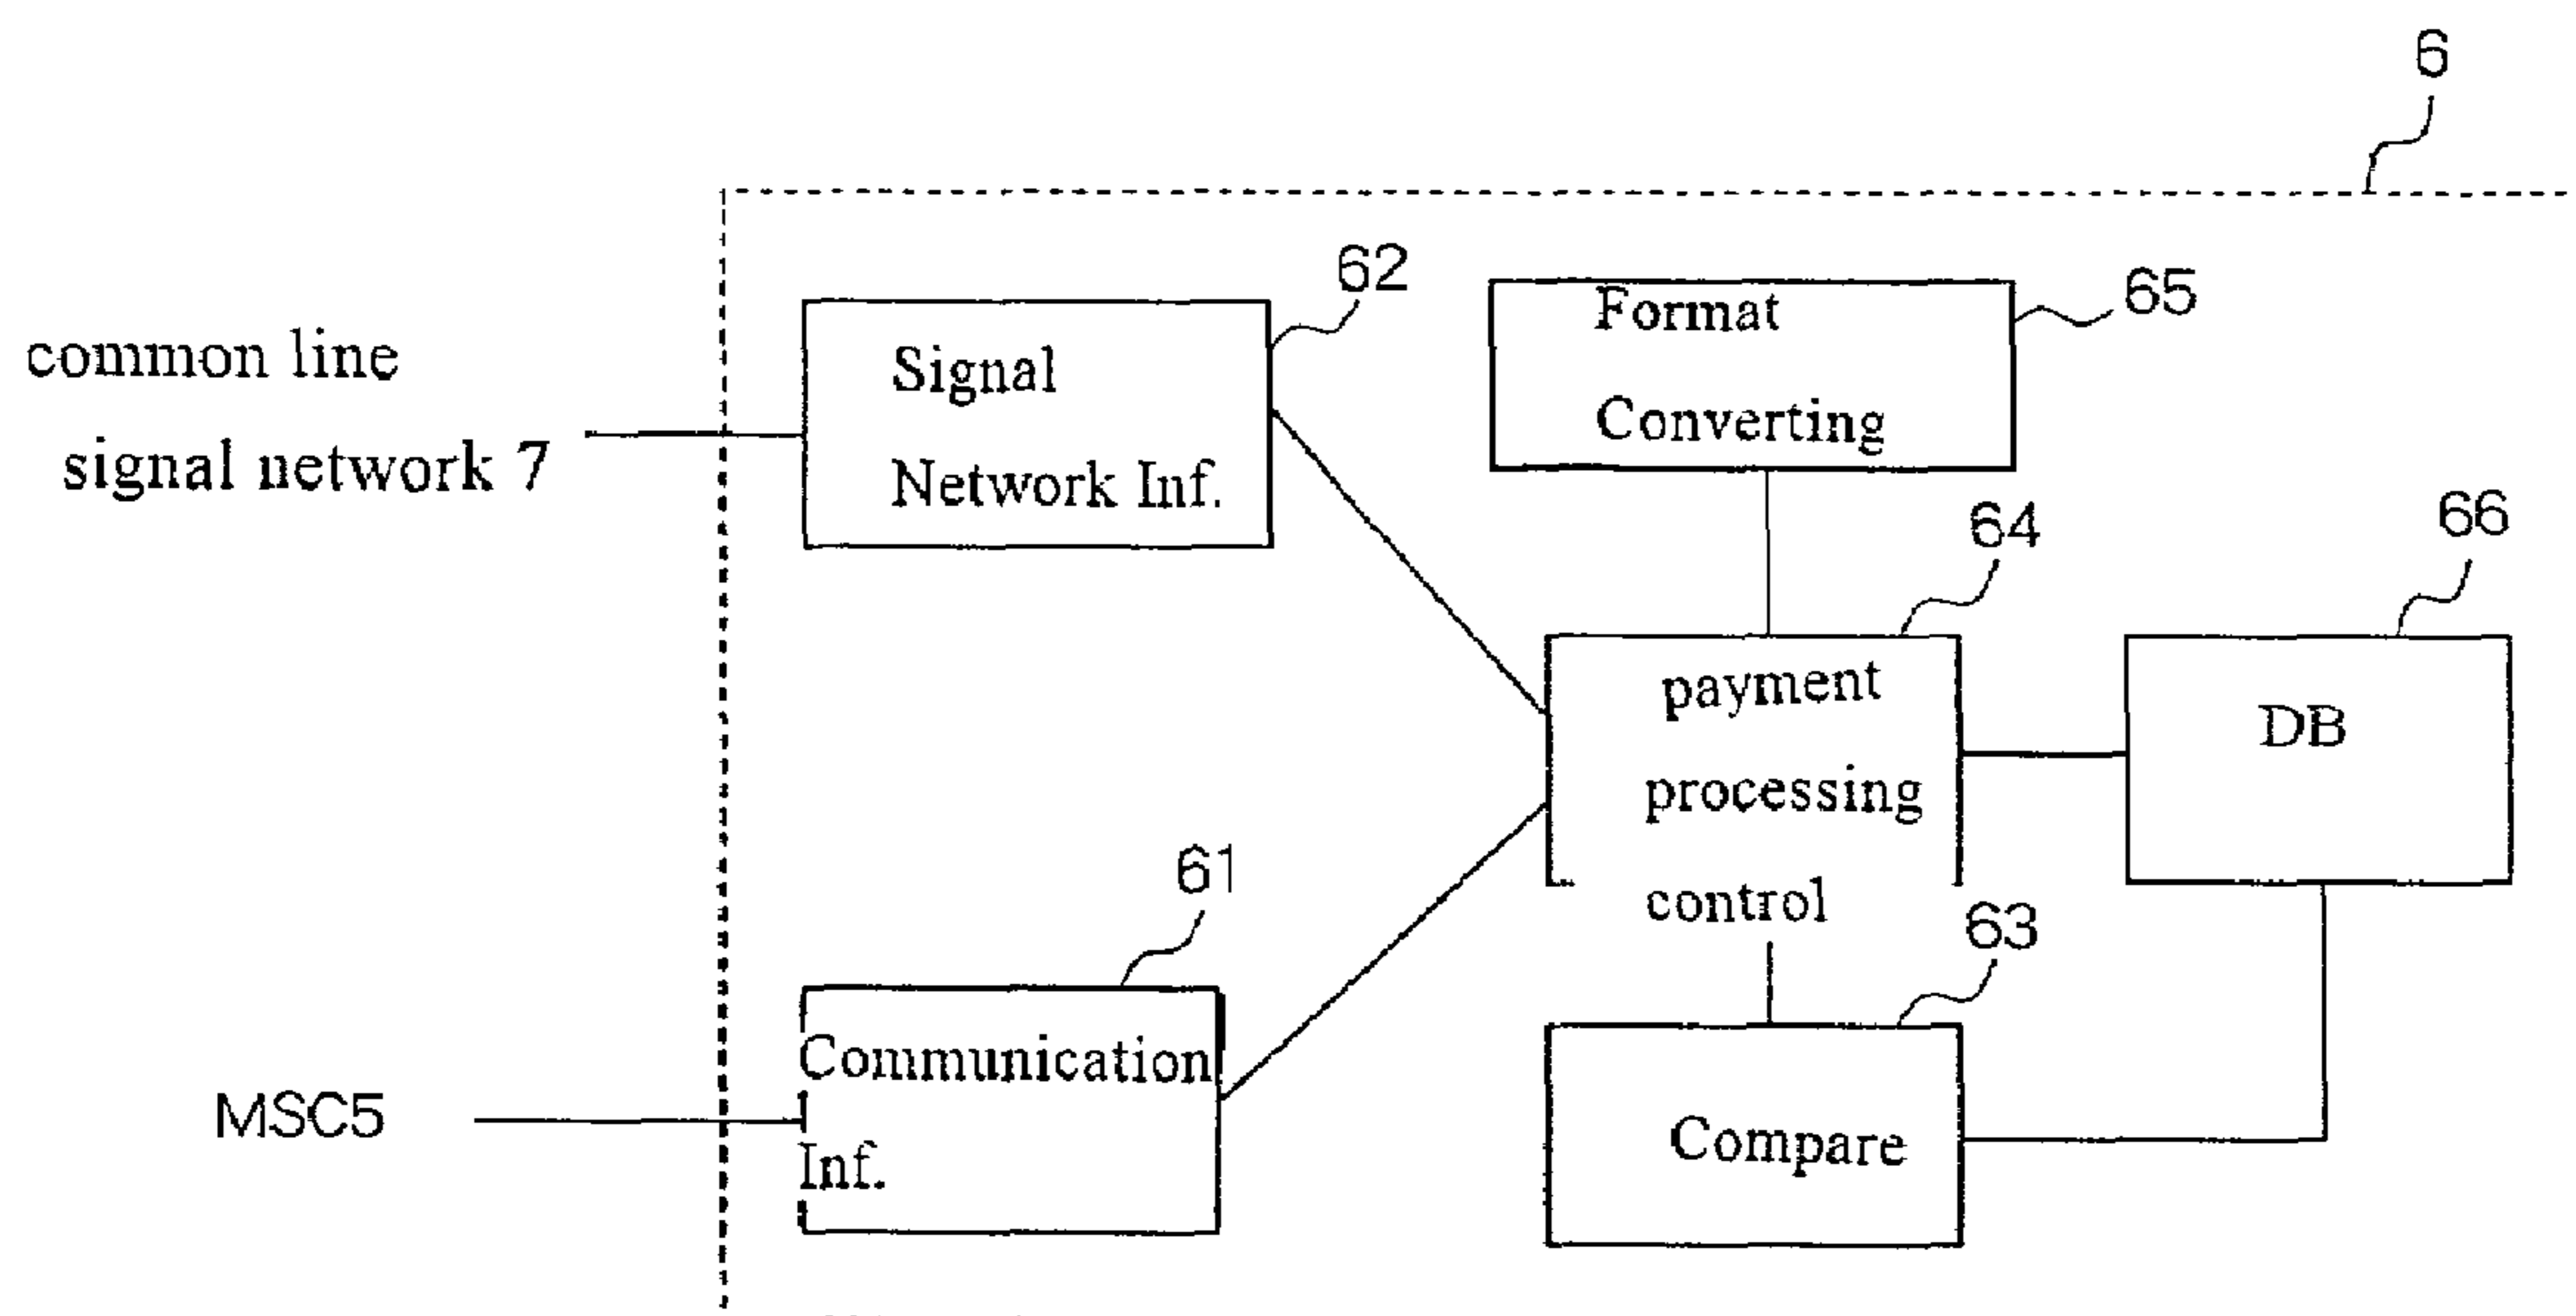 6
62
65
common line
signal network 7
Signal
Network Inf.
Format
Converting
64
66
payment
processing
control
DB
61
63
MSC5
Communication
Inf.
Compare